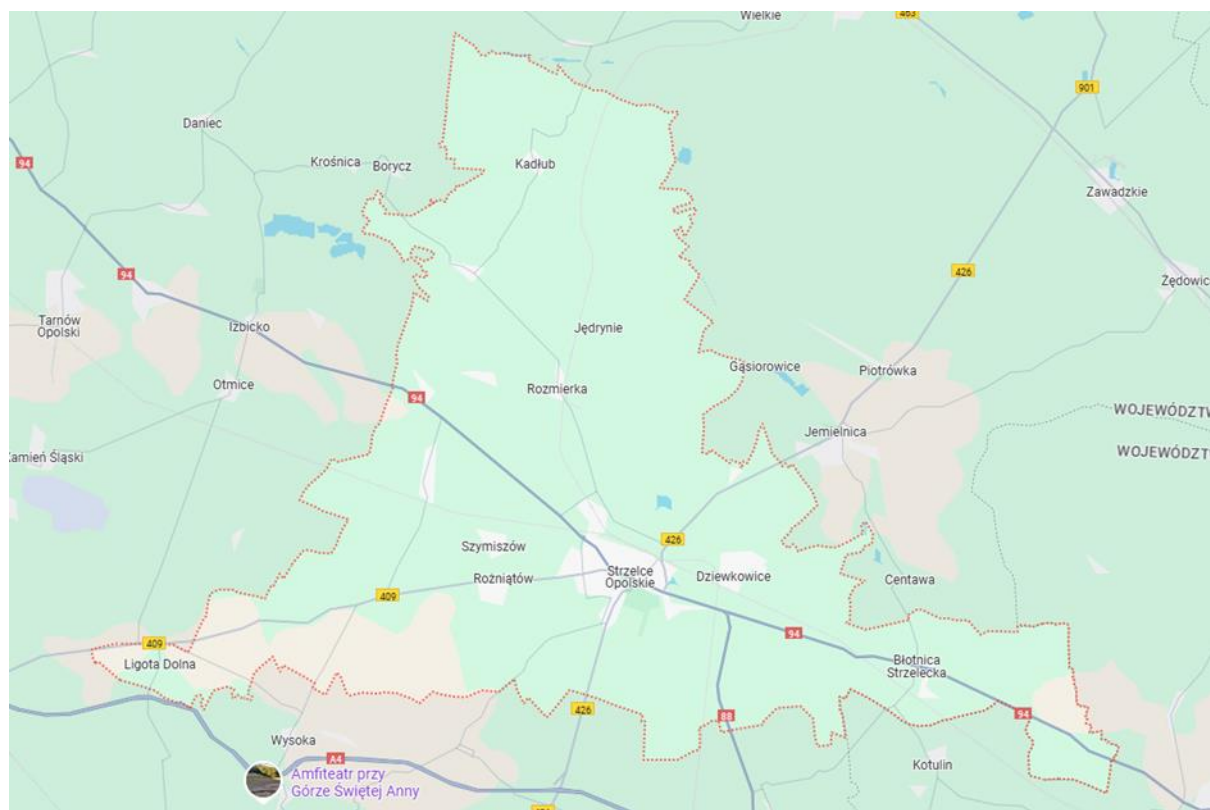 Wielkie
463
901
Daniec
94
Krośnica
Borycz
Kadłub
Zawadzkie
94
426
Żędowic
Tarnów
Opolski
Izbicko
Jędrynie
Otmice
Gąsiorowice
Piotrówka
Rozmierka
94
WOJEWÓDZTW
Jemielnica
WOJEWÓDZT
Kamień Śląski
426
Szymiszów
Strzelce
Opolskie
Rożniątów
Dziewkowice
Centawa
409
94
409
Ligota Dolna
Błotnica
Strzelecka
426
88
94
Wysoka
A4
Kotulin
Amfiteatr przy
Górze Świętej Anny